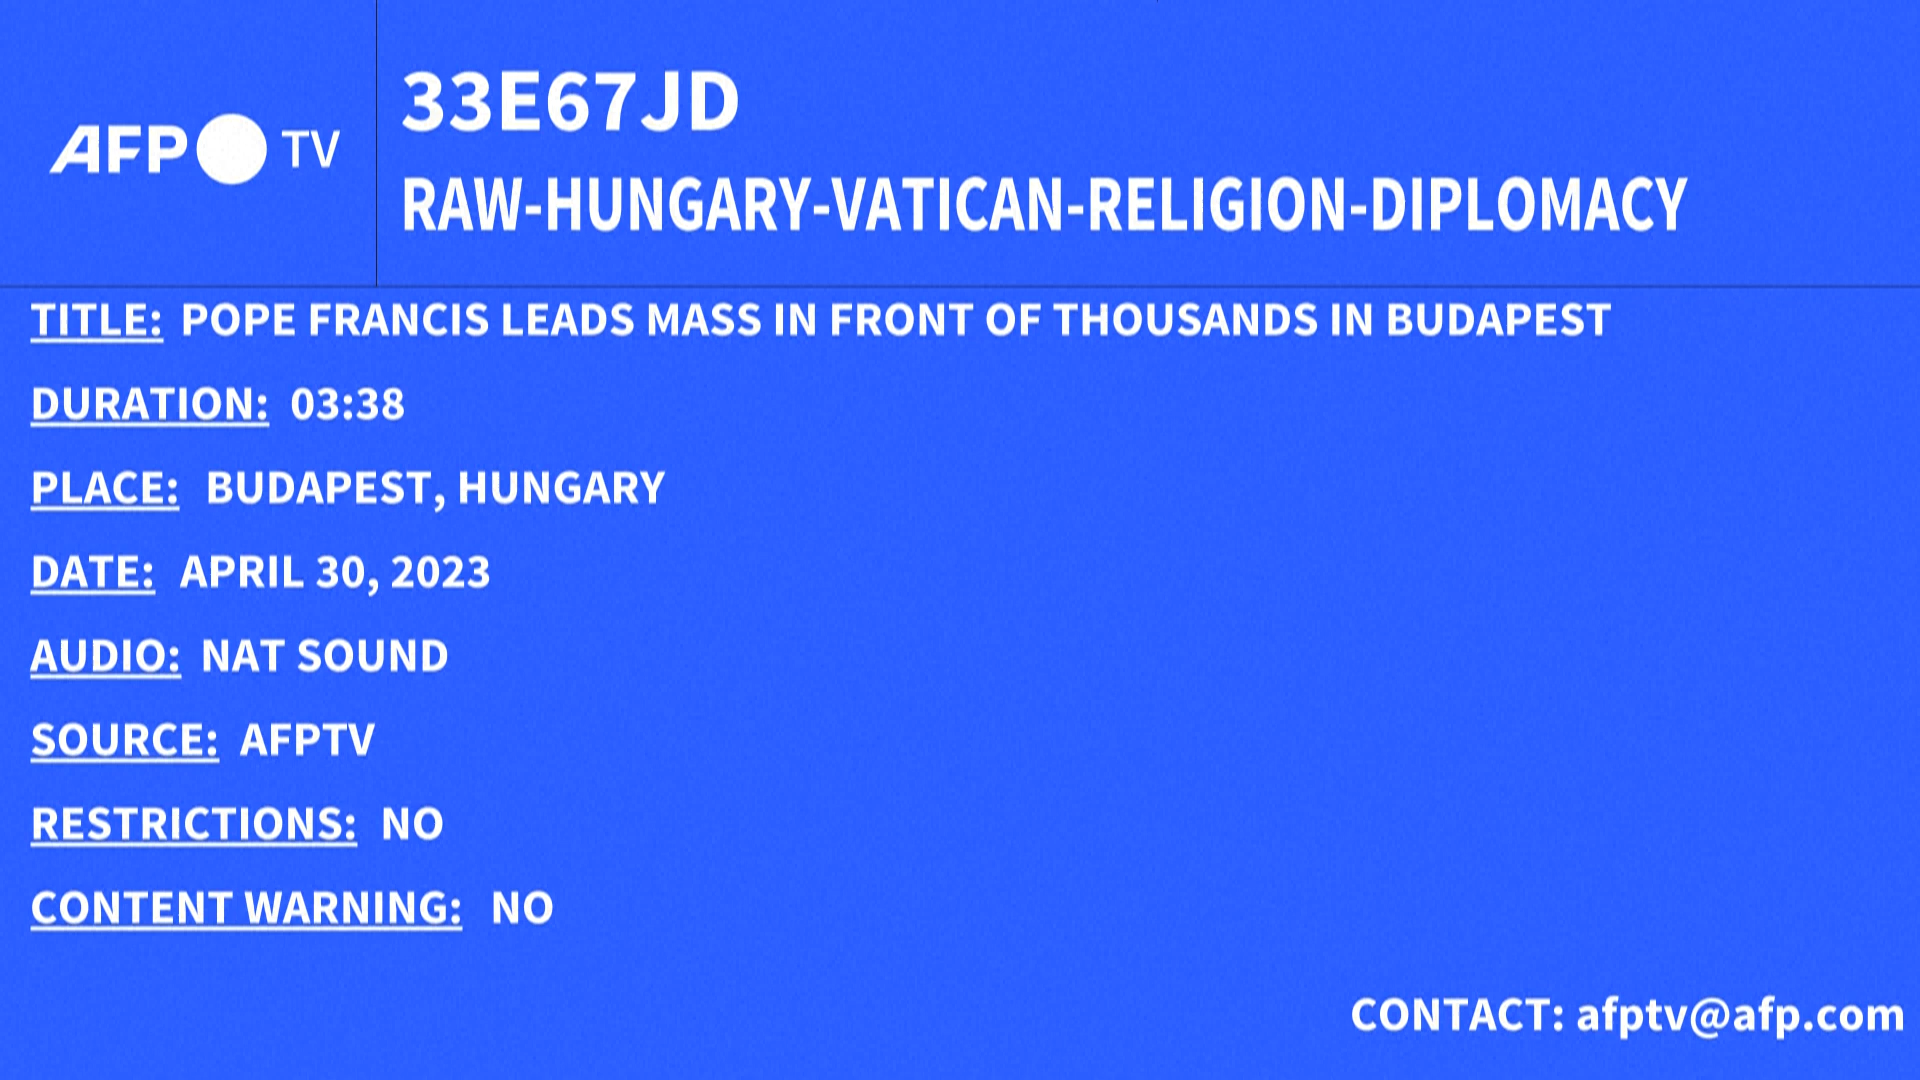 AFP TV
33E67JD
RAW-HUNGARY-VATICAN-RELIGION-DIPLOMACY
TITLE: POPE FRANCIS LEADS MASS IN FRONT OF THOUSANDS IN BUDAPEST
DURATION: 03:38
PLACE: BUDAPEST, HUNGARY
DATE: APRIL 30, 2023
AUDIO: NAT SOUND
SOURCE: AFPTV
RESTRICTIONS: NO
CONTENT WARNING: NO
CONTACT: afptv@afp.com